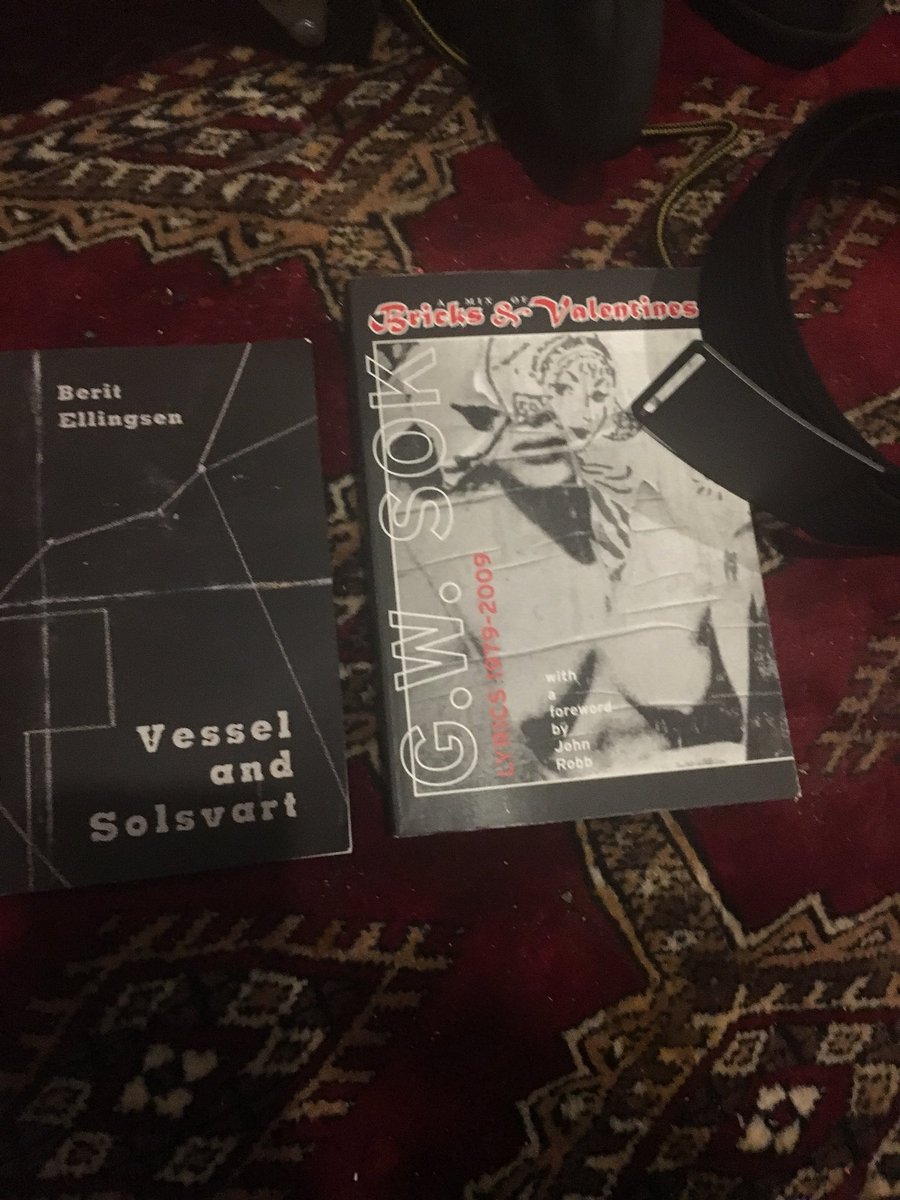 Berit
Ellingsen
Vessel
and
Solsvart
A MIX OF
Bricks & Valentines
G.W. SOK
LYRICS 1979-2009
with
a
foreword
by
John
Robb